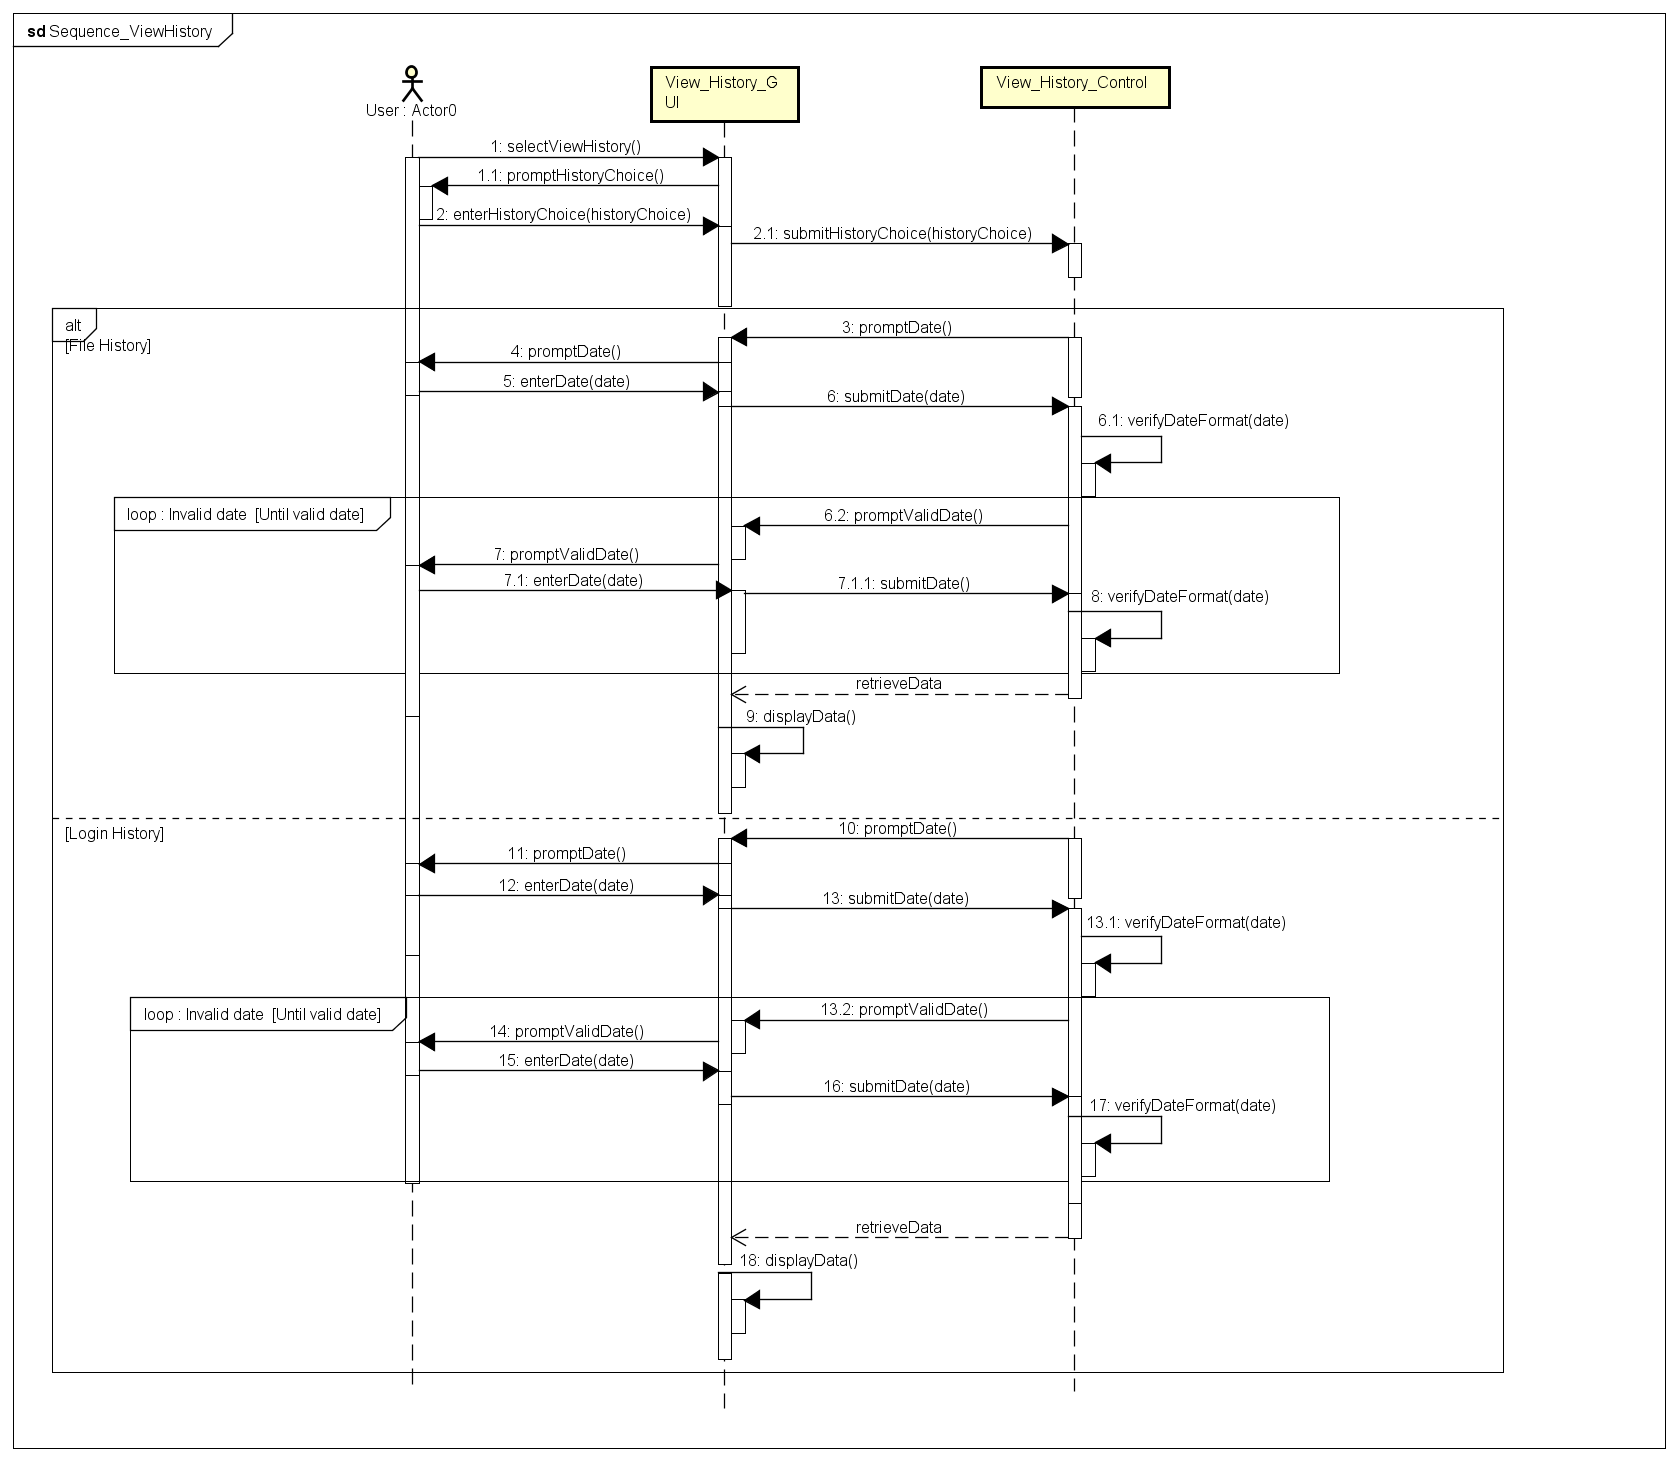 sd Sequence_ViewHistory
User : Actor0
View_History_G
UI
View_History_Control
1: selectViewHistory()
1.1: promptHistoryChoice()
2: enterHistoryChoice(historyChoice)
2.1: submitHistoryChoice(historyChoice)
alt
[File History]
3: promptDate()
4: promptDate()
5: enterDate(date)
6: submitDate(date)
6.1: verifyDateFormat(date)
loop : Invalid date [Until valid date]
6.2: promptValidDate()
7: promptValidDate()
7.1: enterDate(date)
7.1.1: submitDate()
8: verifyDateFormat(date)
retrieveData
9: displayData()
[Login History]
10: promptDate()
11: promptDate()
12: enterDate(date)
13: submitDate(date)
13.1: verifyDateFormat(date)
loop : Invalid date [Until valid date]
13.2: promptValidDate()
14: promptValidDate()
15: enterDate(date)
16: submitDate(date)
17: verifyDateFormat(date)
retrieveData
18: displayData()